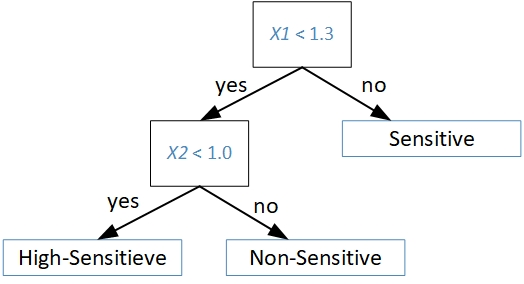 X1 < 1.3
yes
no
X2 < 1.0
Sensitive
yes
no
High-Sensitieve
Non-Sensitive